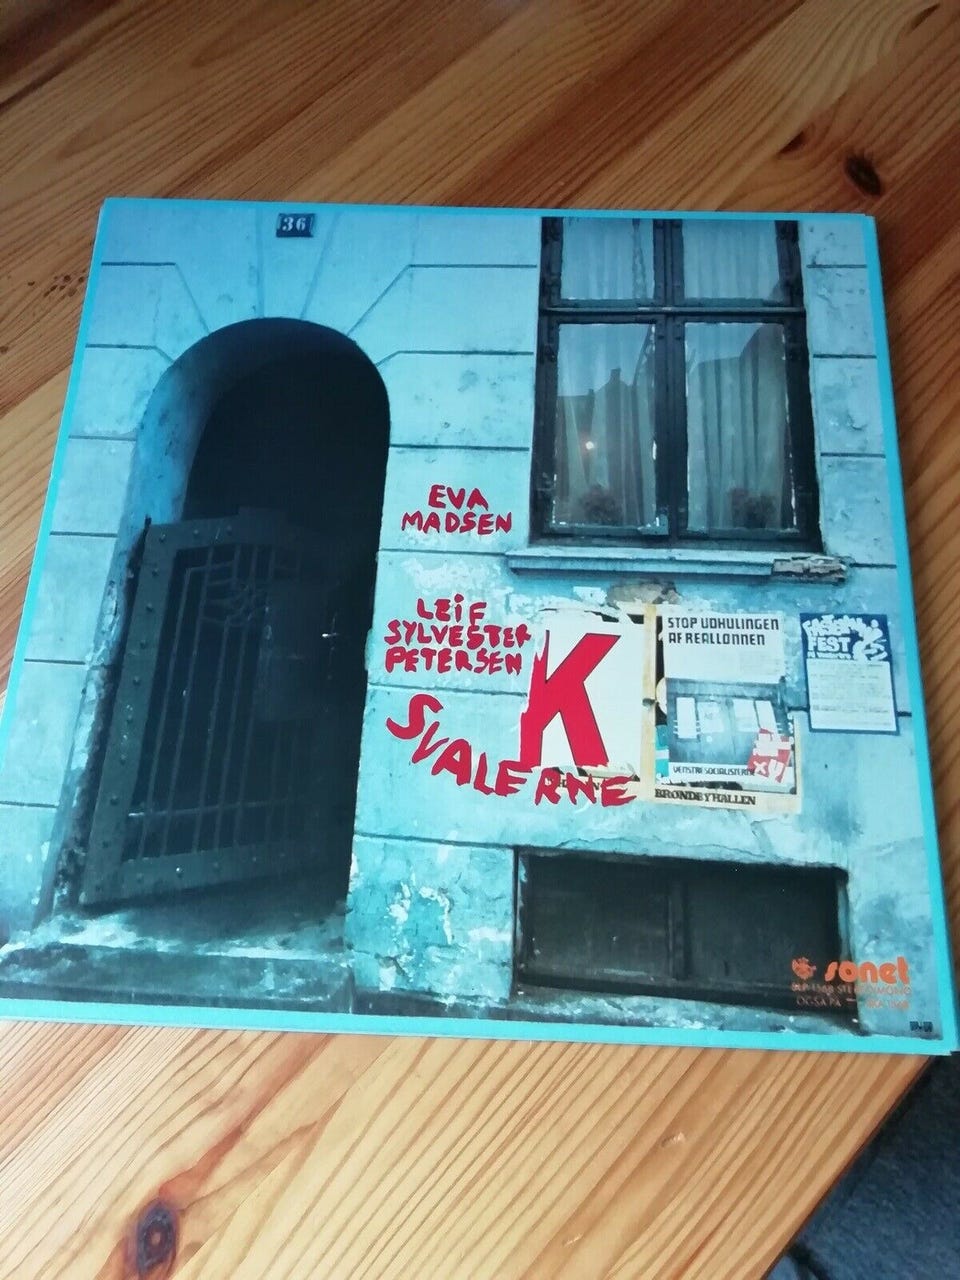 36
EVA
MADSEN
LEIF
SYLVESTER
PETERSEN
SVALERNE
K
STOP UDHULINGEN
AF REALLØNNEN
VENSTRESOCIALISTERNE
BRØNDBYHALLEN
FEST
sonet